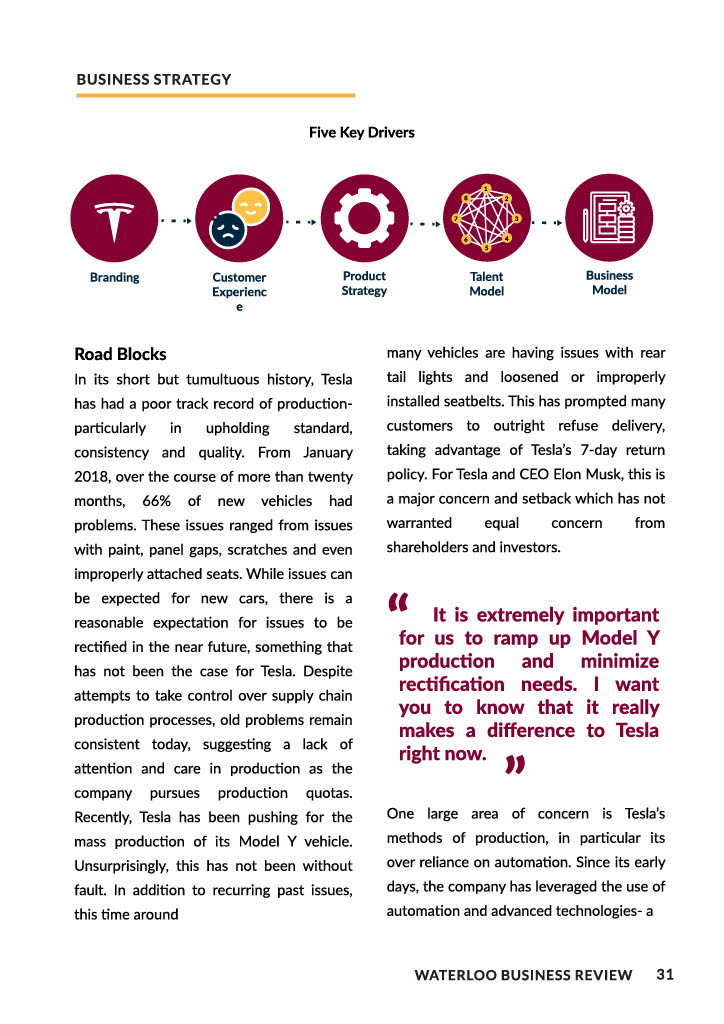 BUSINESS STRATEGY
Five Key Drivers
Branding
Customer
Experienc
e
Product
Strategy
1
2
3
4
5
6
7
8
Talent
Model
Business
Model
Road Blocks
In its short but tumultuous history, Tesla
has had a poor track record of production-
particularly in upholding standard,
consistency and quality. From January
2018, over the course of more than twenty
months, 66% of new vehicles had
problems. These issues ranged from issues
with paint, panel gaps, scratches and even
improperly attached seats. While issues can
be expected for new cars, there is a
reasonable expectation for issues to be
rectified in the near future, something that
has not been the case for Tesla. Despite
attempts to take control over supply chain
production processes, old problems remain
consistent today, suggesting a lack of
attention and care in production as the
company pursues production quotas.
Recently, Tesla has been pushing for the
mass production of its Model Y vehicle.
Unsurprisingly, this has not been without
fault. In addition to recurring past issues,
this time around
many vehicles are having issues with rear
tail lights and loosened or improperly
installed seatbelts. This has prompted many
customers to outright refuse delivery,
taking advantage of Tesla’s 7-day return
policy. For Tesla and CEO Elon Musk, this is
a major concern and setback which has not
warranted equal concern from
shareholders and investors.
“ It is extremely important
for us to ramp up Model Y
production and minimize
rectification needs. I want
you to know that it really
makes a difference to Tesla
right now. ”
One large area of concern is Tesla’s
methods of production, in particular its
over reliance on automation. Since its early
days, the company has leveraged the use of
automation and advanced technologies- a
WATERLOO BUSINESS REVIEW 31